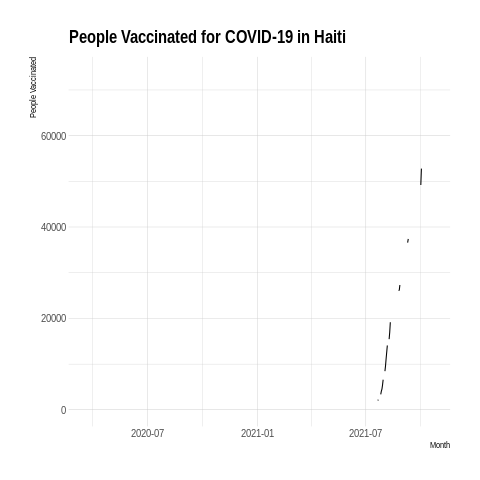 People Vaccinated for COVID-19 in Haiti
People Vaccinated
60000
40000
20000
0
2020-07 2021-01 2021-07
Month